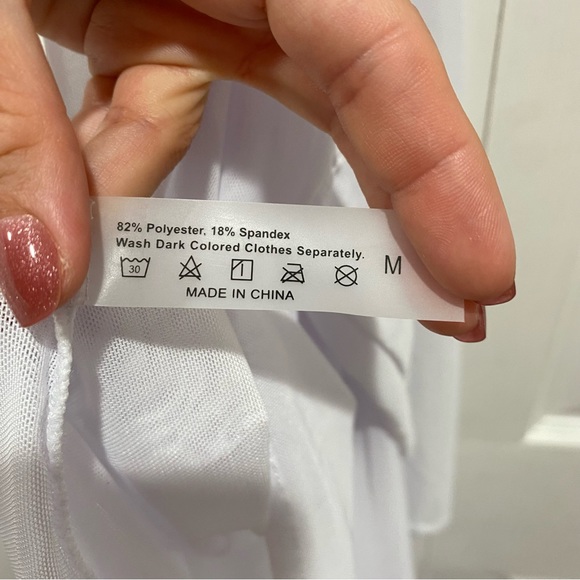 82% Polyester, 18% Spandex
Wash Dark Colored Clothes Separately.
30
M
MADE IN CHINA